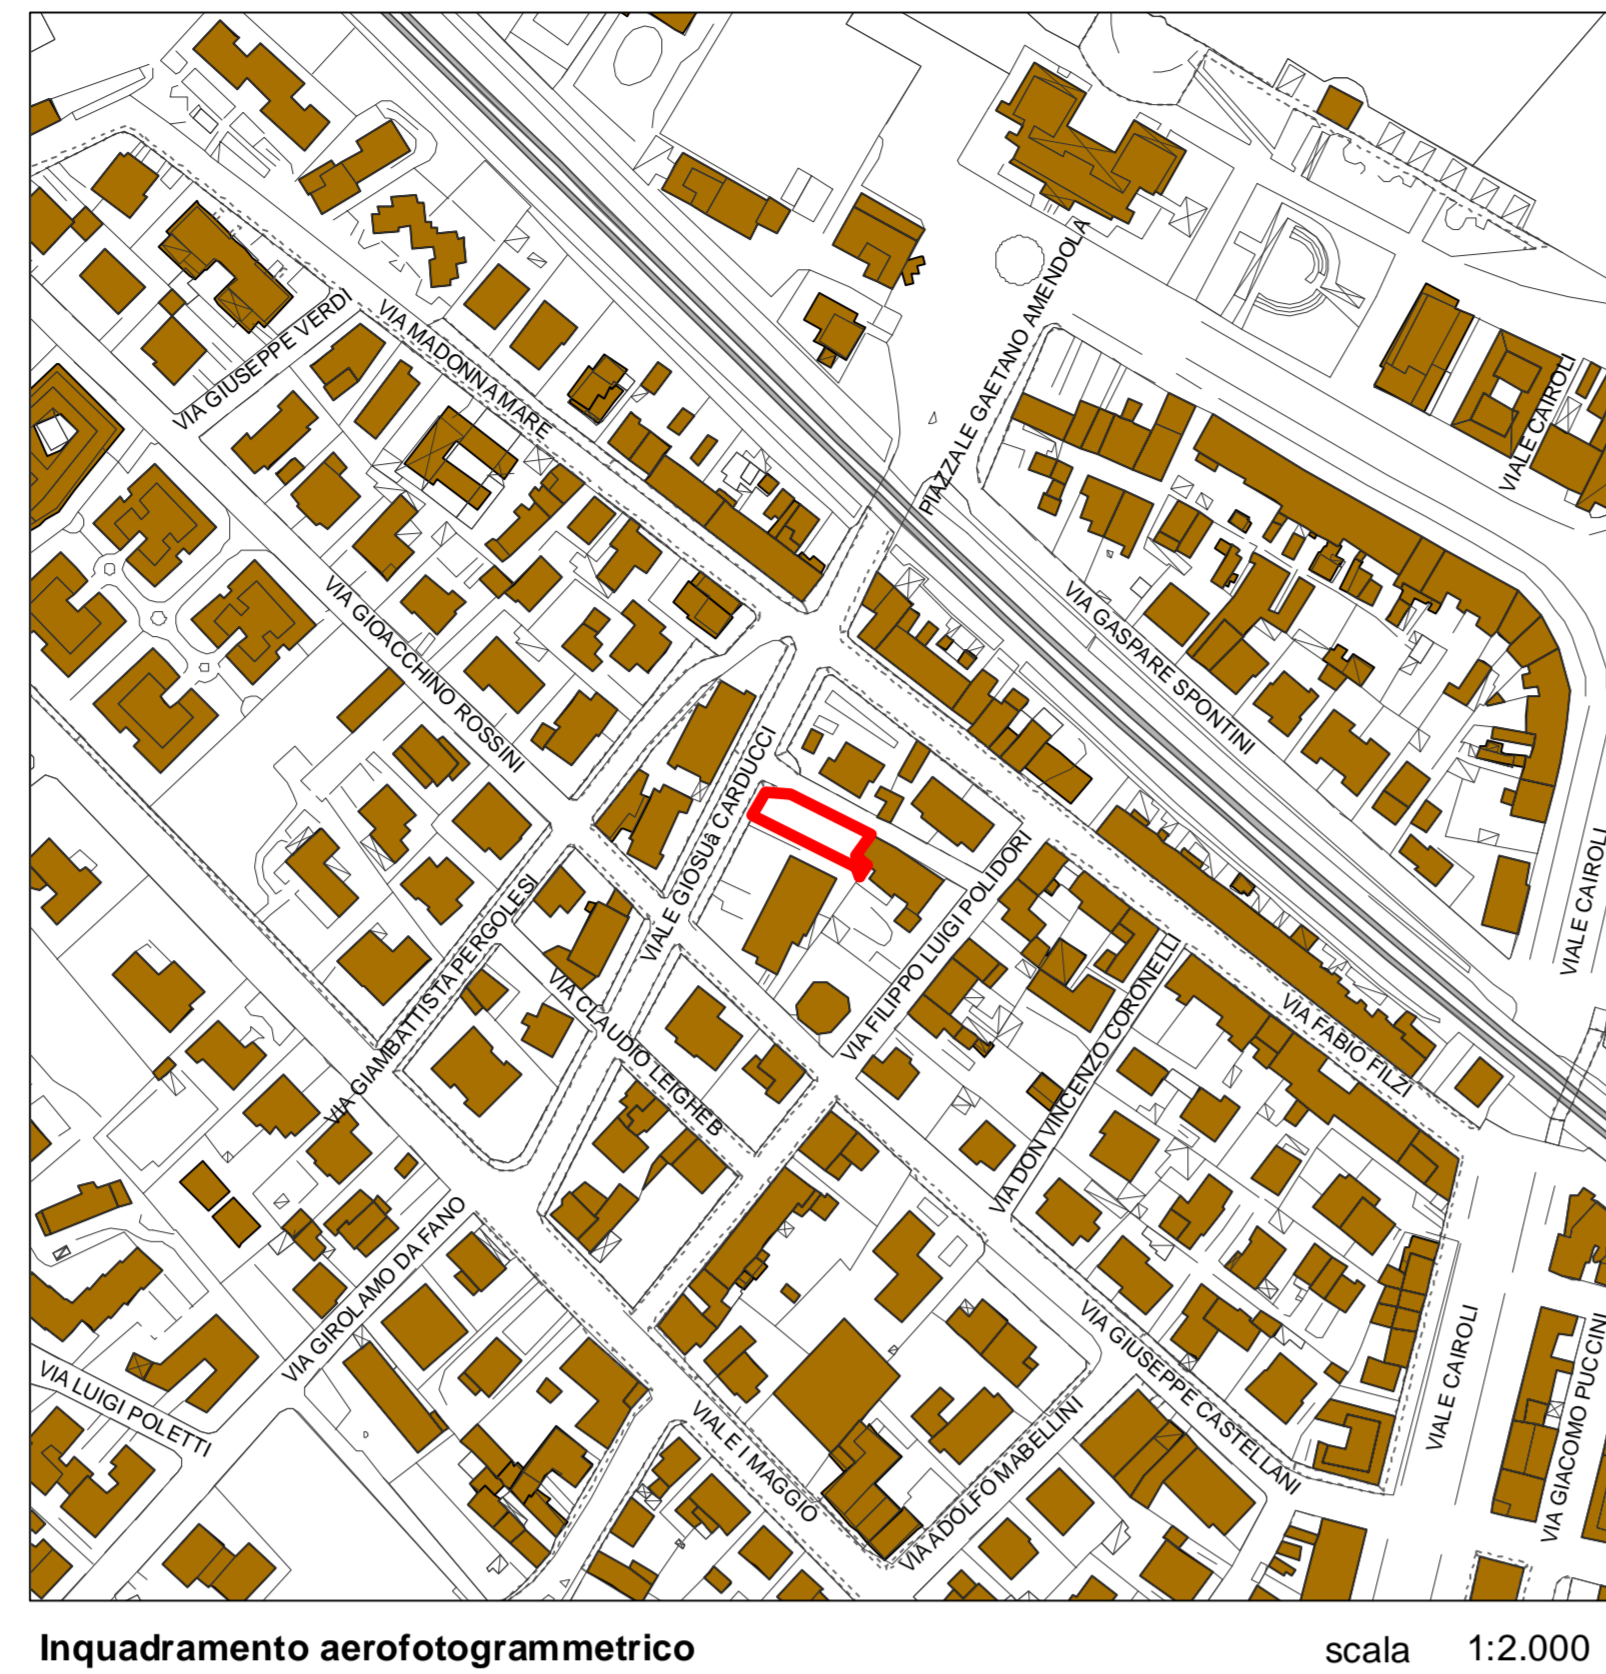 PIAZZALE GAETANO AMENDOLA
VIA GIUSEPPE VERDI
VIA MADONNA MARE
VIALE CAIROLI
VIA GIOACCHINO ROSSINI
VIA GASPARE SPONTINI
VIALE GIOSUâ CARDUCCI
VIA FILIPPO LUIGI POLIDORI
VIALE CAIROLI
VIA GIAMBATTISTA PERGOLESI
VIA CLAUDIO LEIGHEB
VIA DON VINCENZO CORONELLI
VIA FABIO FILZI
VIA GIROLAMO DA FANO
VIA GIUSEPPE CASTELLANI
VIALE CAIROLI
VIA GIACOMO PUCCINI
VIA LUIGI POLETTI
VIALE I MAGGIO
VIA ADOLFO MABELLINI
Inquadramento aerofotogrammetrico
scala 1:2.000